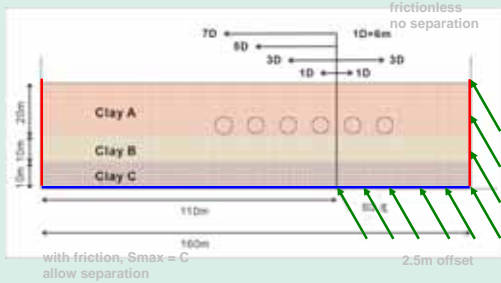 frictionless
no separation
7D
1D=6m
5D
3D
3D
1D
1D
20m
Clay A
10m
Clay B
10m
Clay C
110m
160m
with friction, Smax = C
allow separation
2.5m offset